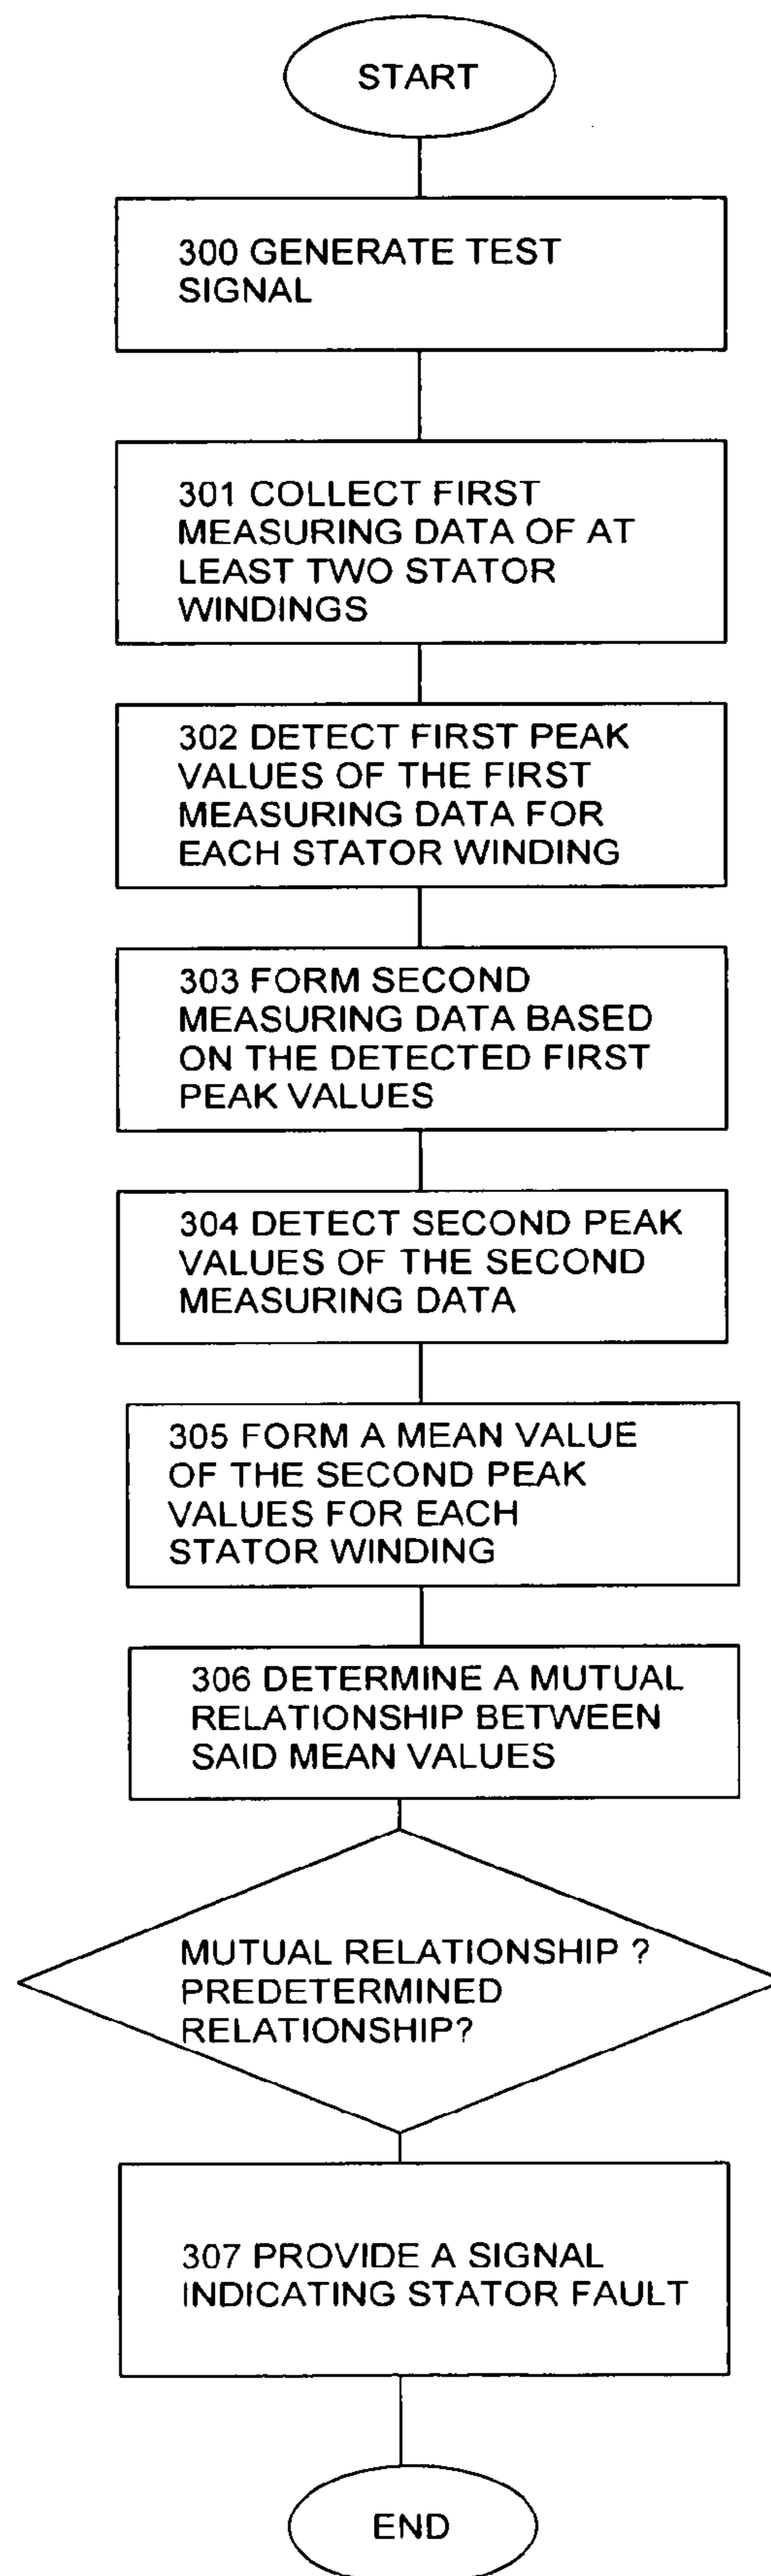 START
300 GENERATE TEST
SIGNAL
301 COLLECT FIRST
MEASURING DATA OF AT
LEAST TWO STATOR
WINDINGS
302 DETECT FIRST PEAK
VALUES OF THE FIRST
MEASURING DATA FOR
EACH STATOR WINDING
303 FORM SECOND
MEASURING DATA BASED
ON THE DETECTED FIRST
PEAK VALUES
304 DETECT SECOND PEAK
VALUES OF THE SECOND
MEASURING DATA
305 FORM A MEAN VALUE
OF THE SECOND PEAK
VALUES FOR EACH
STATOR WINDING
306 DETERMINE A MUTUAL
RELATIONSHIP BETWEEN
SAID MEAN VALUES
MUTUAL RELATIONSHIP ?
PREDETERMINED
RELATIONSHIP?
307 PROVIDE A SIGNAL
INDICATING STATOR FAULT
END